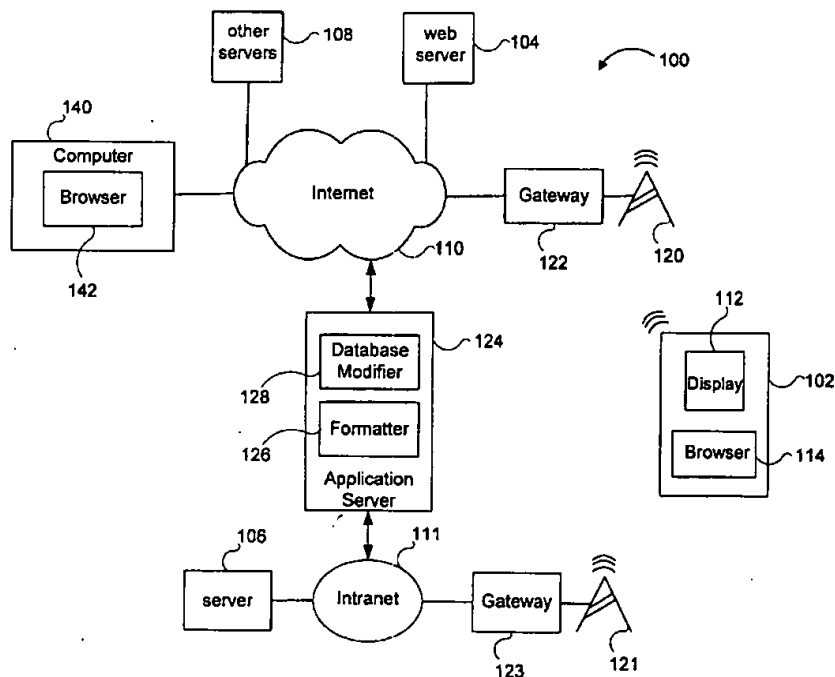 other
servers
108
web
server
104
100
140
Computer
Browser
142
Internet
110
Gateway
122
120
112
Display
102
Browser
114
124
Database
Modifier
128
Formatter
126
Application
Server
106
server
111
Intranet
Gateway
123
121